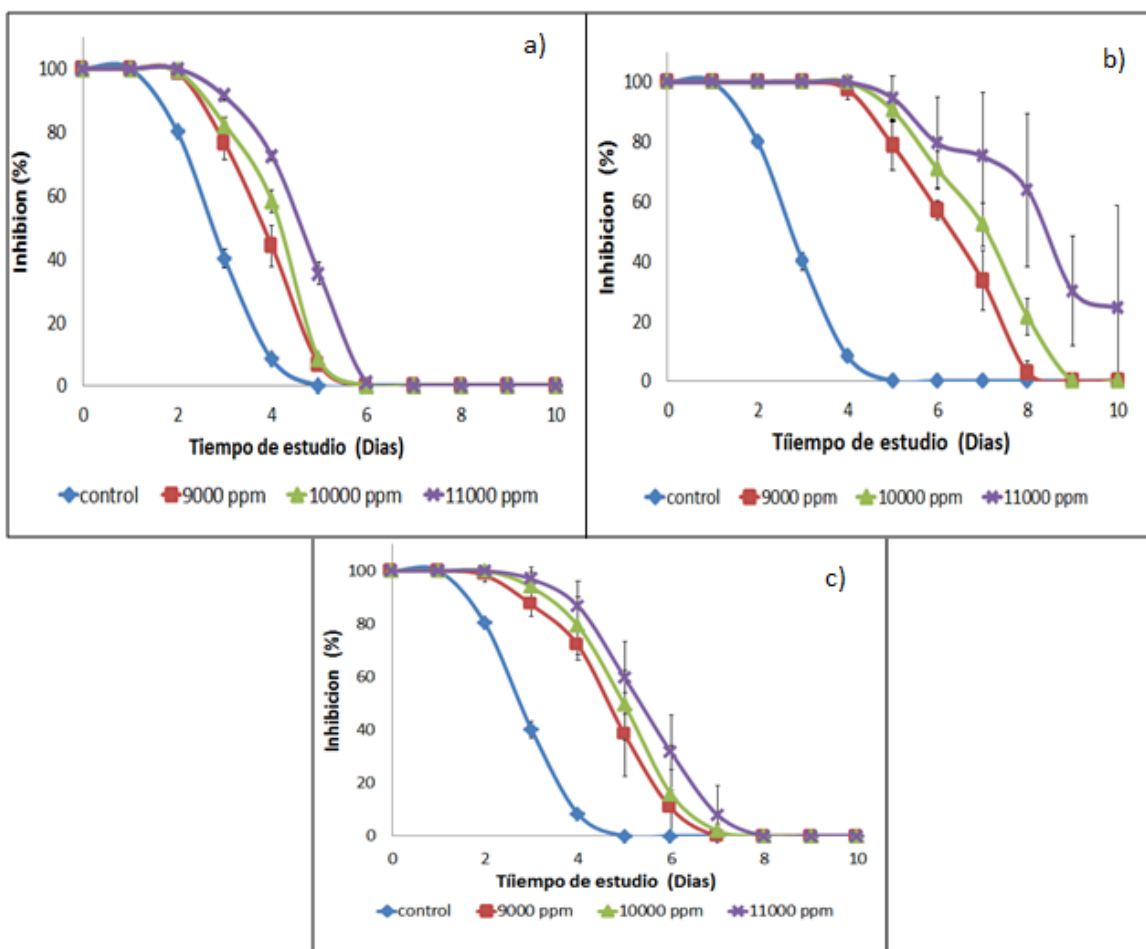 a)
100
80
60
40
20
0
Inhibion (%)
0 2 4 6 8 10
Tiempo de estudio (Dias)
control 9000 ppm 10000 ppm 11000 ppm
b)
100
80
60
40
20
0
Inhibicion (%)
0 2 4 6 8 10
Tiiempo de estudio (Dias)
control 9000 ppm 10000 ppm 11000 ppm
c)
100
80
60
40
20
0
Inhibicion (%)
0 2 4 6 8 10
Tiiempo de estudio (Dias)
control 9000 ppm 10000 ppm 11000 ppm